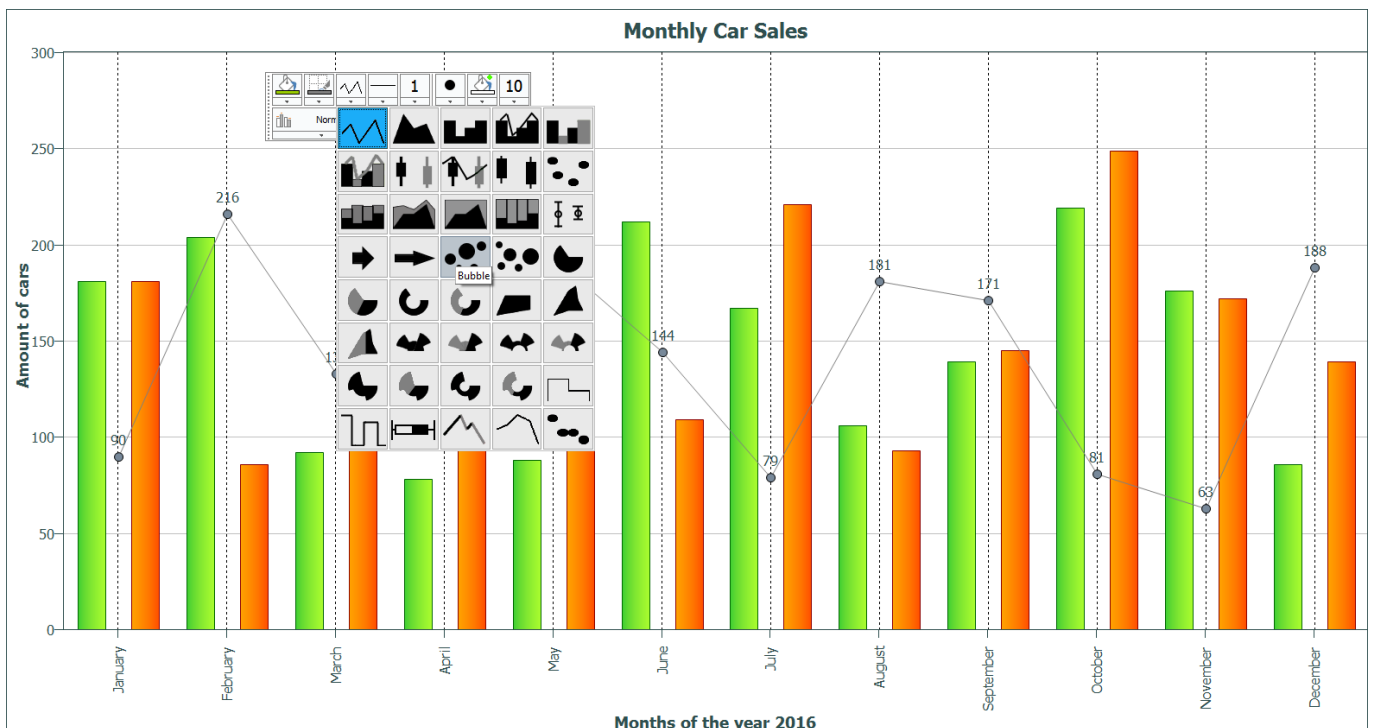 Monthly Car Sales
300
250
200
150
100
50
0
Amount of cars
1
10
Bubble
90
216
144
79
181
171
81
63
188
January
February
March
April
May
June
July
August
September
October
November
December
Months of the year 2016